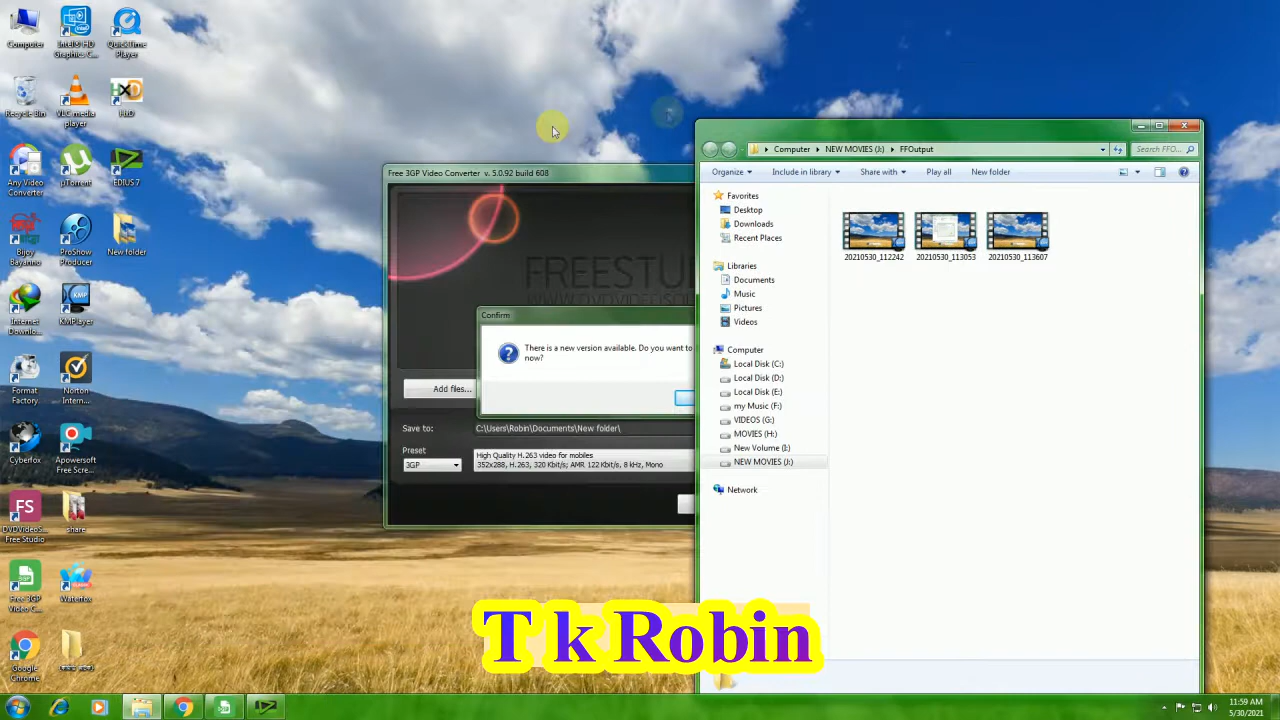 Computer
Intel® HD
Graphics C...
QuickTime
Player
Recycle Bin
VLC media
player
HxD
Any Video
Converter
µTorrent
EDIUS 7
Bijoy
Bayanno
ProShow
Producer
New folder
Internet
Downlo...
KMPlayer
Format
Factory
Norton
Intern...
Cyberfox
Apowersoft
Free Scre...
DVDVideoS...
Free Studio
share
Free 3GP
Video C...
Waterfox
Google
Chrome
Free 3GP Video Converter v. 5.0.92 build 608
FREESTU
WWW.DVDVIDEOSO
Confirm
There is a new version available. Do you want to
now?
Add files...
Save to:
C:\Users\Robin\Documents\New folder\
Preset
3GP
High Quality H.263 video for mobiles
352x288, H.263, 320 Kbit/s; AMR 122 Kbit/s, 8 kHz, Mono
Computer
NEW MOVIES (J:)
FFOutput
Search FFO...
Organize
Include in library
Share with
Play all
New folder
Favorites
Desktop
Downloads
Recent Places
Libraries
Documents
Music
Pictures
Videos
Computer
Local Disk (C:)
Local Disk (D:)
Local Disk (E:)
my Music (F:)
VIDEOS (G:)
MOVIES (H:)
New Volume (I:)
NEW MOVIES (J:)
Network
20210530_112242
20210530_113053
20210530_113607
T k Robin
11:59 AM
5/30/2021